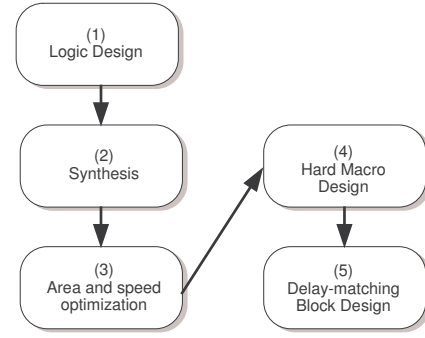 (1)
Logic Design
(2)
Synthesis
(3)
Area and speed
optimization
(4)
Hard Macro
Design
(5)
Delay-matching
Block Design